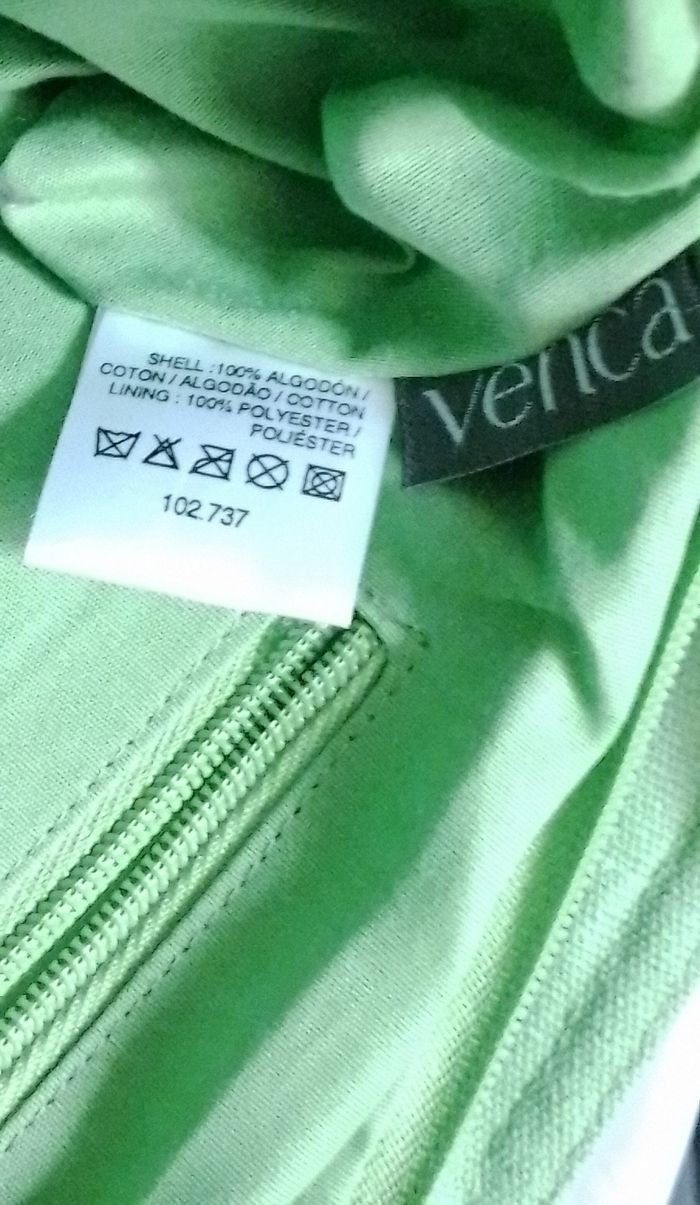 SHELL : 100% ALGODÓN /
COTON / ALGODÃO / COTTON
LINING : 100% POLYESTER /
POLIÉSTER
102.737
venca